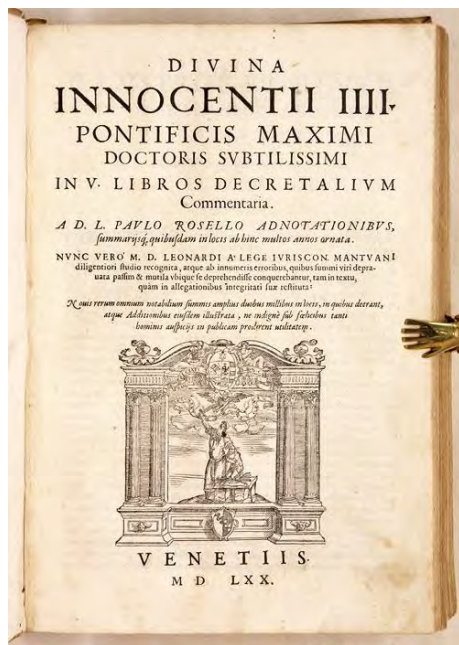 DIVINA
INNOCENTII IIII.
PONTIFICIS MAXIMI
DOCTORIS SVBTILISSIMI
IN V. LIBROS DECRETALIVM
Commentaria.
A D. L. PAVLO ROSELLO ADNOTATIONIBVS,
summarijsq́; quibusdam in locis ab hinc multos annos ornata.
NVNC VERO' M. D. LEONARDI A' LEGE IVRISCON. MANTVANI
diligentiori studio recognita, atque ab innumeris erroribus, quibus summi viri depra-
uata passim & mutila vbique se deprehendisse conquerebantur, tam in textu,
quàm in allegationibus integritati suæ restituta:
Nouis rerum omnium notabilium summis amplius duobus millibus in locis, in quibus deerant,
atque Additionibus eiusdem illustrata, ne indignè sub fœlicibus tanti
hominis auspicijs in publicam prodirent utilitatem.
VENETIIS.
M D LXX.